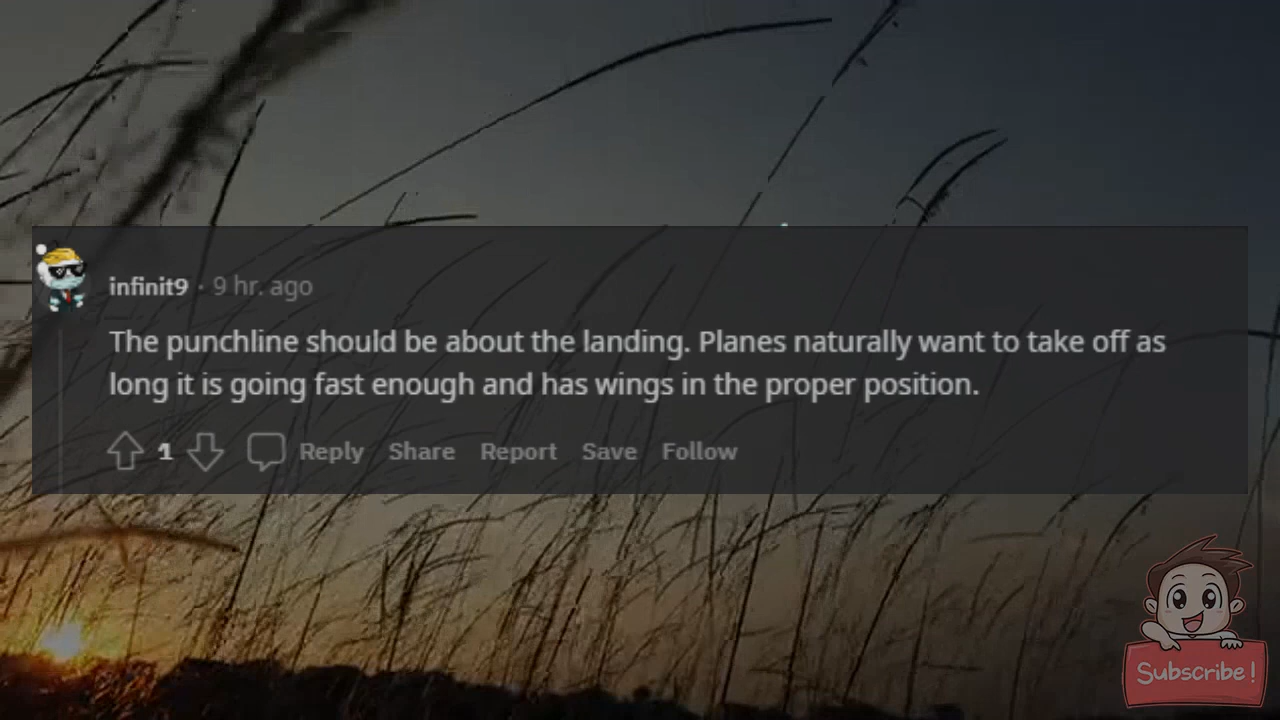 infinit9 · 9 hr. ago
The punchline should be about the landing. Planes naturally want to take off as
long it is going fast enough and has wings in the proper position.
1 Reply Share Report Save Follow
Subscribe!